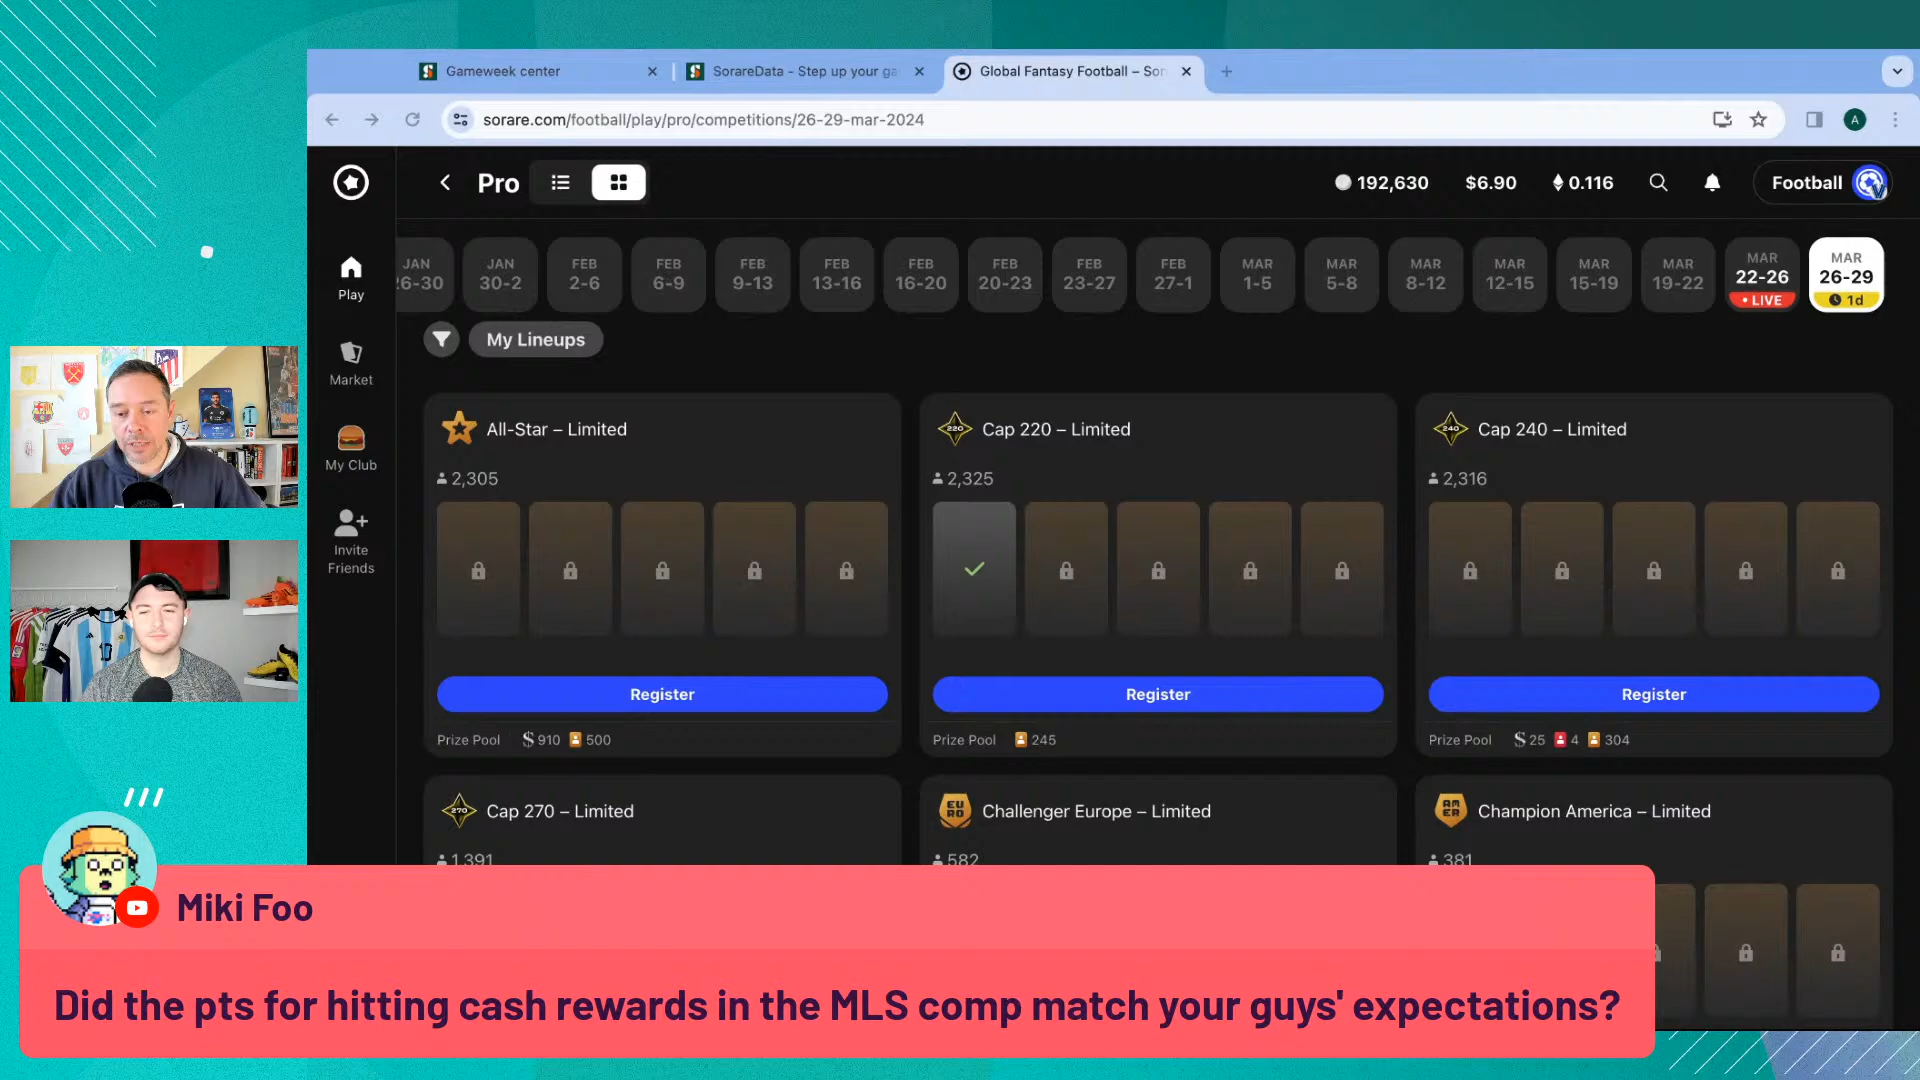 Gameweek center
SorareData - Step up your ga
Global Fantasy Football – Sor
sorare.com/football/play/pro/competitions/26-29-mar-2024
A
Pro
192,630
$6.90
0.116
Football
JAN
26-30
JAN
30-2
FEB
2-6
FEB
6-9
FEB
9-13
FEB
13-16
FEB
16-20
FEB
20-23
FEB
23-27
FEB
27-1
MAR
1-5
MAR
5-8
MAR
8-12
MAR
12-15
MAR
15-19
MAR
19-22
MAR
22-26
• LIVE
MAR
26-29
1d
Play
Market
My Club
Invite
Friends
My Lineups
All-Star – Limited
2,305
Register
Prize Pool $ 910 500
220
Cap 220 – Limited
2,325
Register
Prize Pool 245
240
Cap 240 – Limited
2,316
Register
Prize Pool $ 25 4 304
270
Cap 270 – Limited
1,391
EU
RO
Challenger Europe – Limited
582
AM
ER
Champion America – Limited
381
Miki Foo
Did the pts for hitting cash rewards in the MLS comp match your guys' expectations?